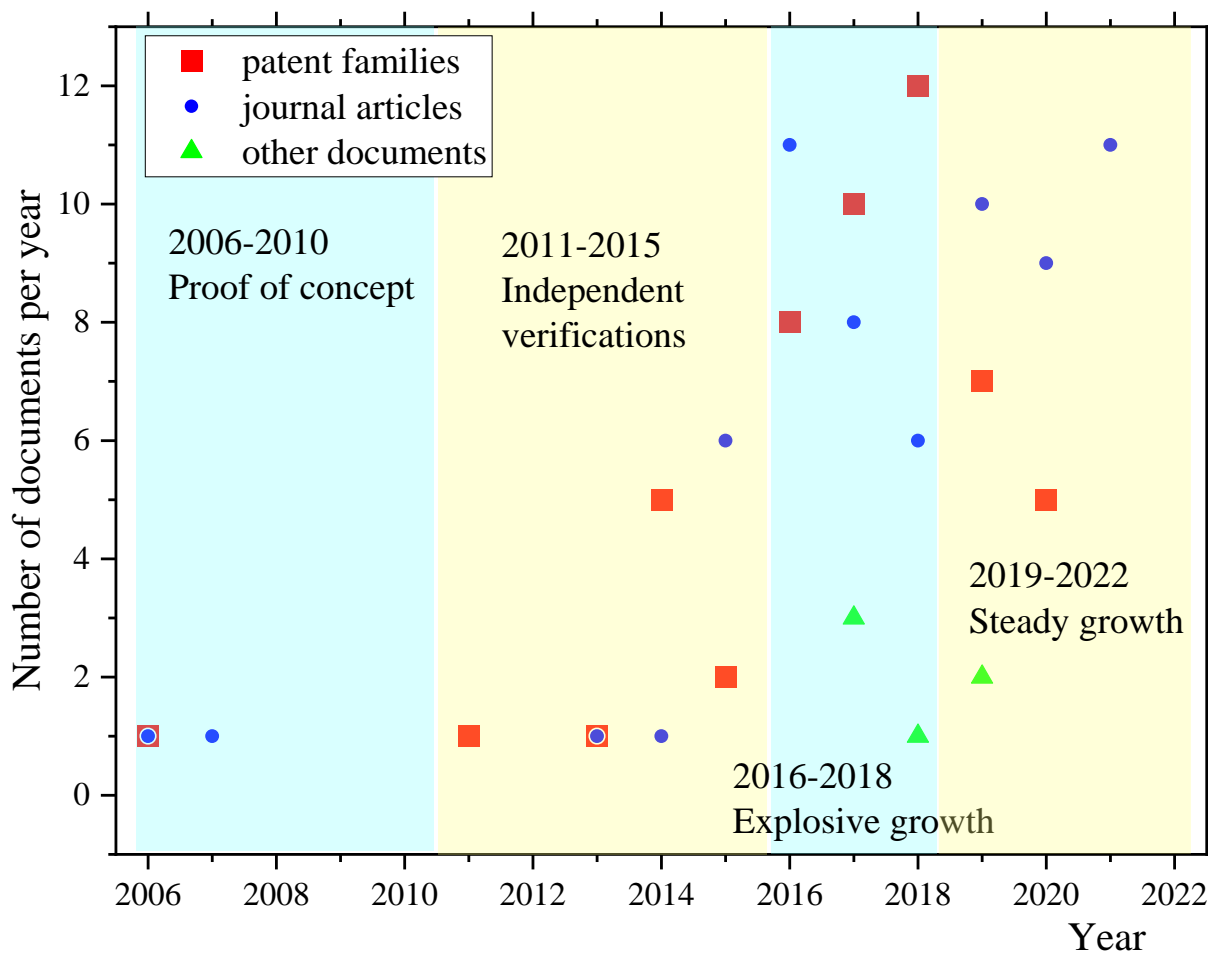 patent families
journal articles
other documents
2006-2010
Proof of concept
2011-2015
Independent
verifications
2016-2018
Explosive growth
2019-2022
Steady growth
Number of documents per year
12
10
8
6
4
2
0
2006 2008 2010 2012 2014 2016 2018 2020 2022
Year